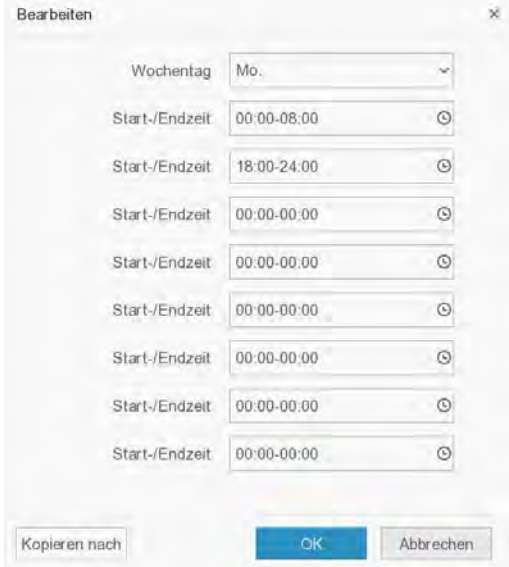 Bearbeiten
Wochentag Mo.
Start-/Endzeit 00:00-08:00
Start-/Endzeit 18:00-24:00
Start-/Endzeit 00:00-00:00
Start-/Endzeit 00:00-00:00
Start-/Endzeit 00:00-00:00
Start-/Endzeit 00:00-00:00
Start-/Endzeit 00:00-00:00
Start-/Endzeit 00:00-00:00
Kopieren nach OK Abbrechen